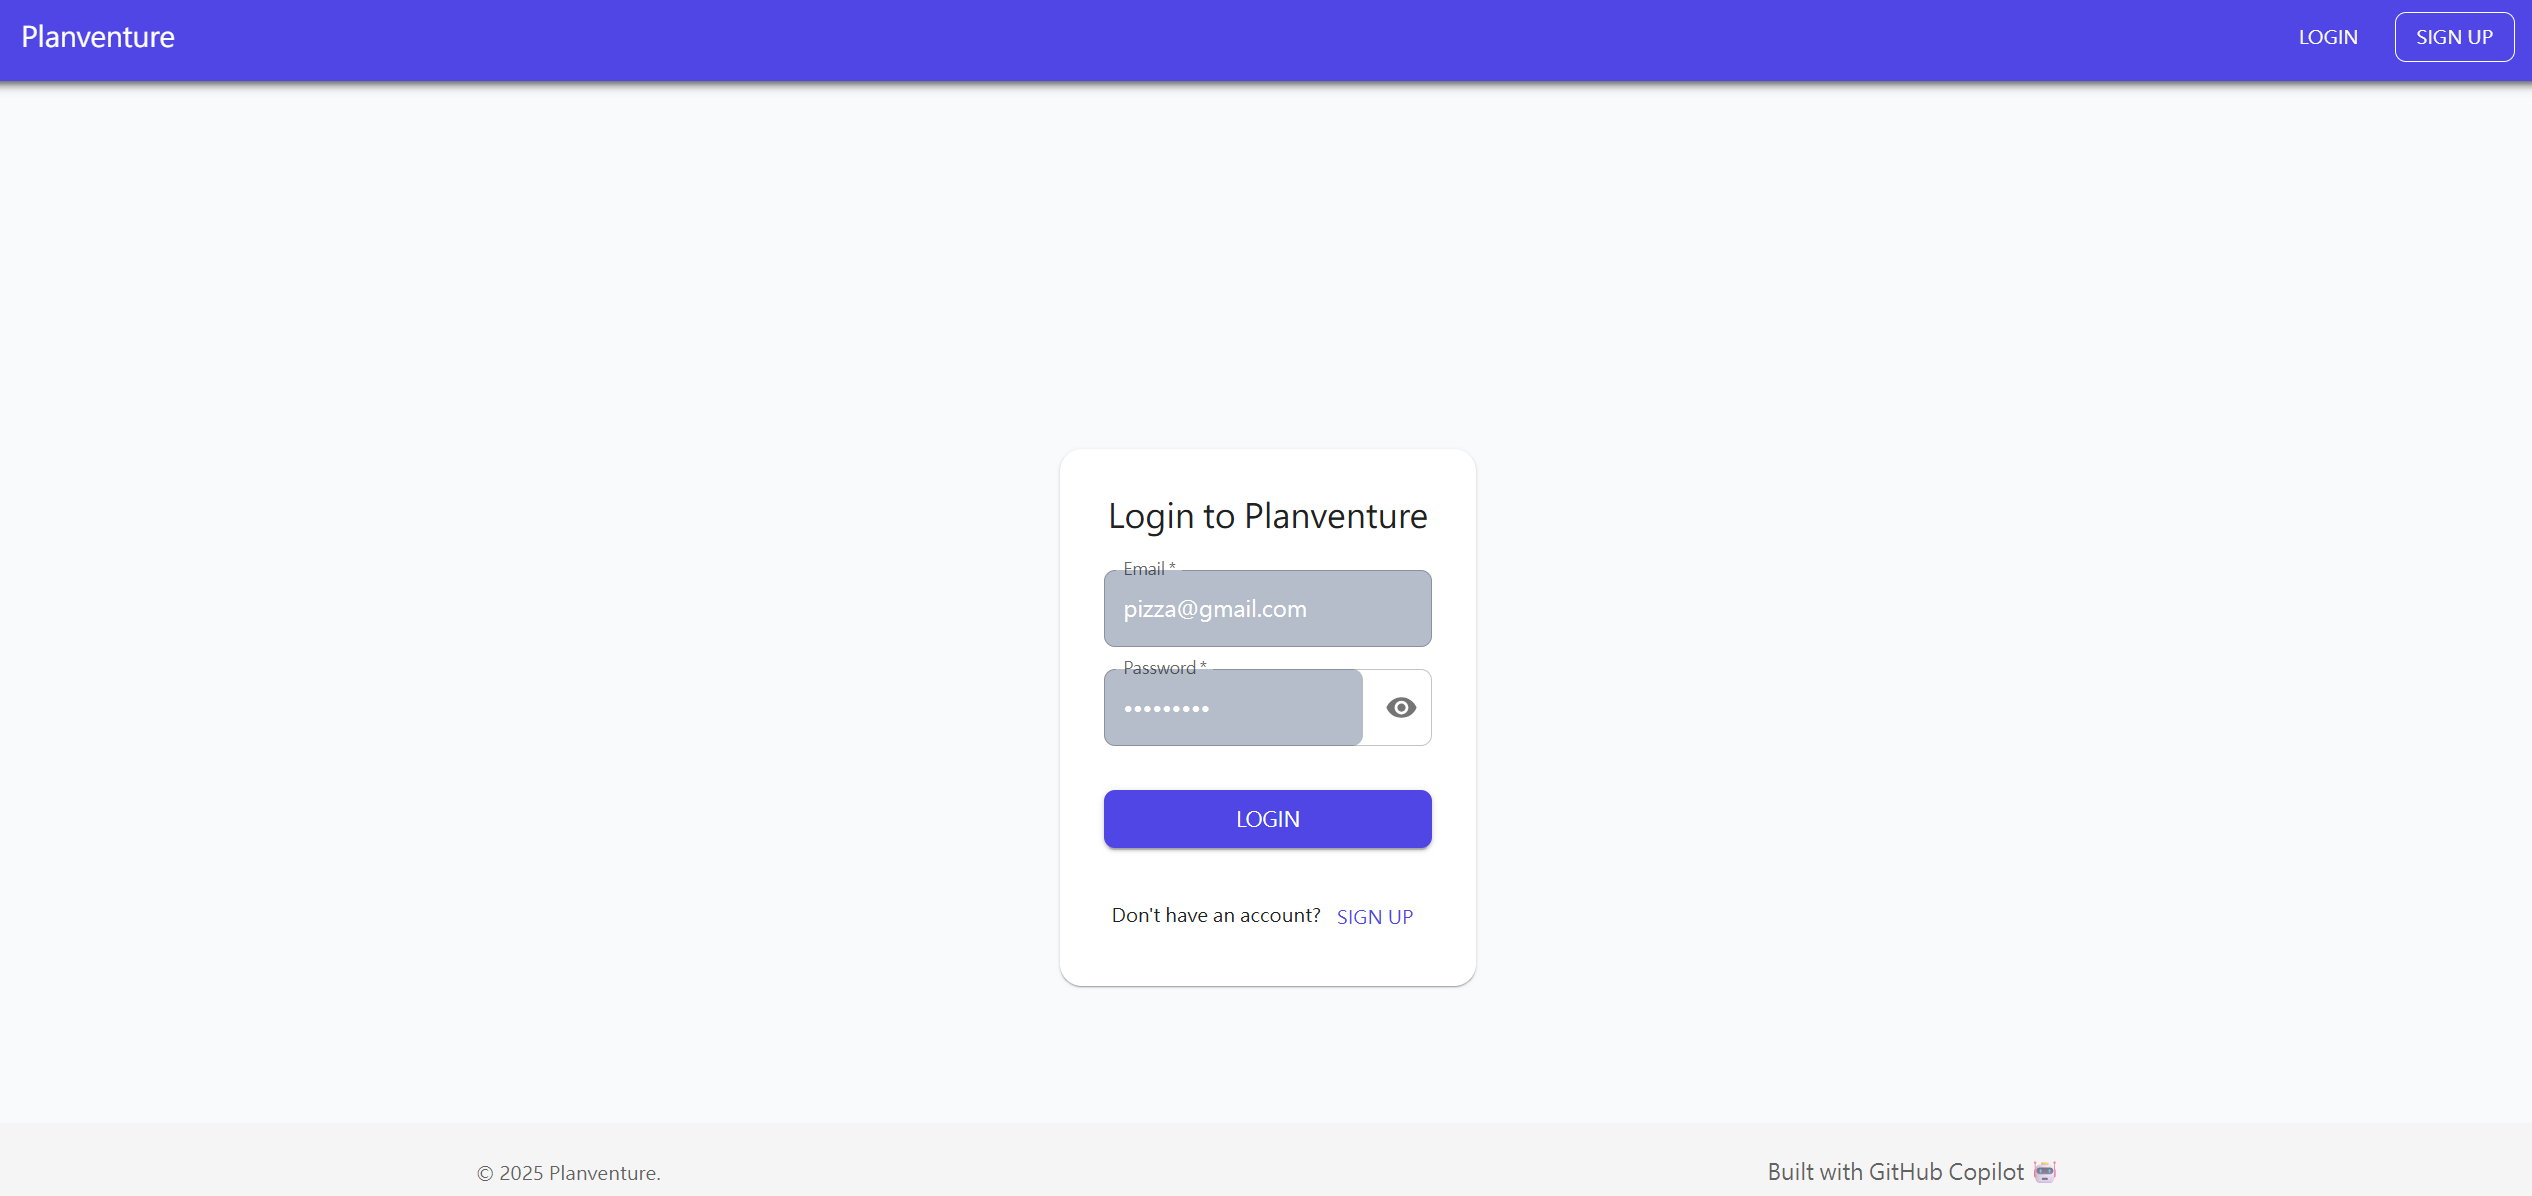 Planventure
LOGIN
SIGN UP
Login to Planventure
Email *
pizza@gmail.com
Password *
•••••••••
LOGIN
Don't have an account? SIGN UP
© 2025 Planventure.
Built with GitHub Copilot 🤖